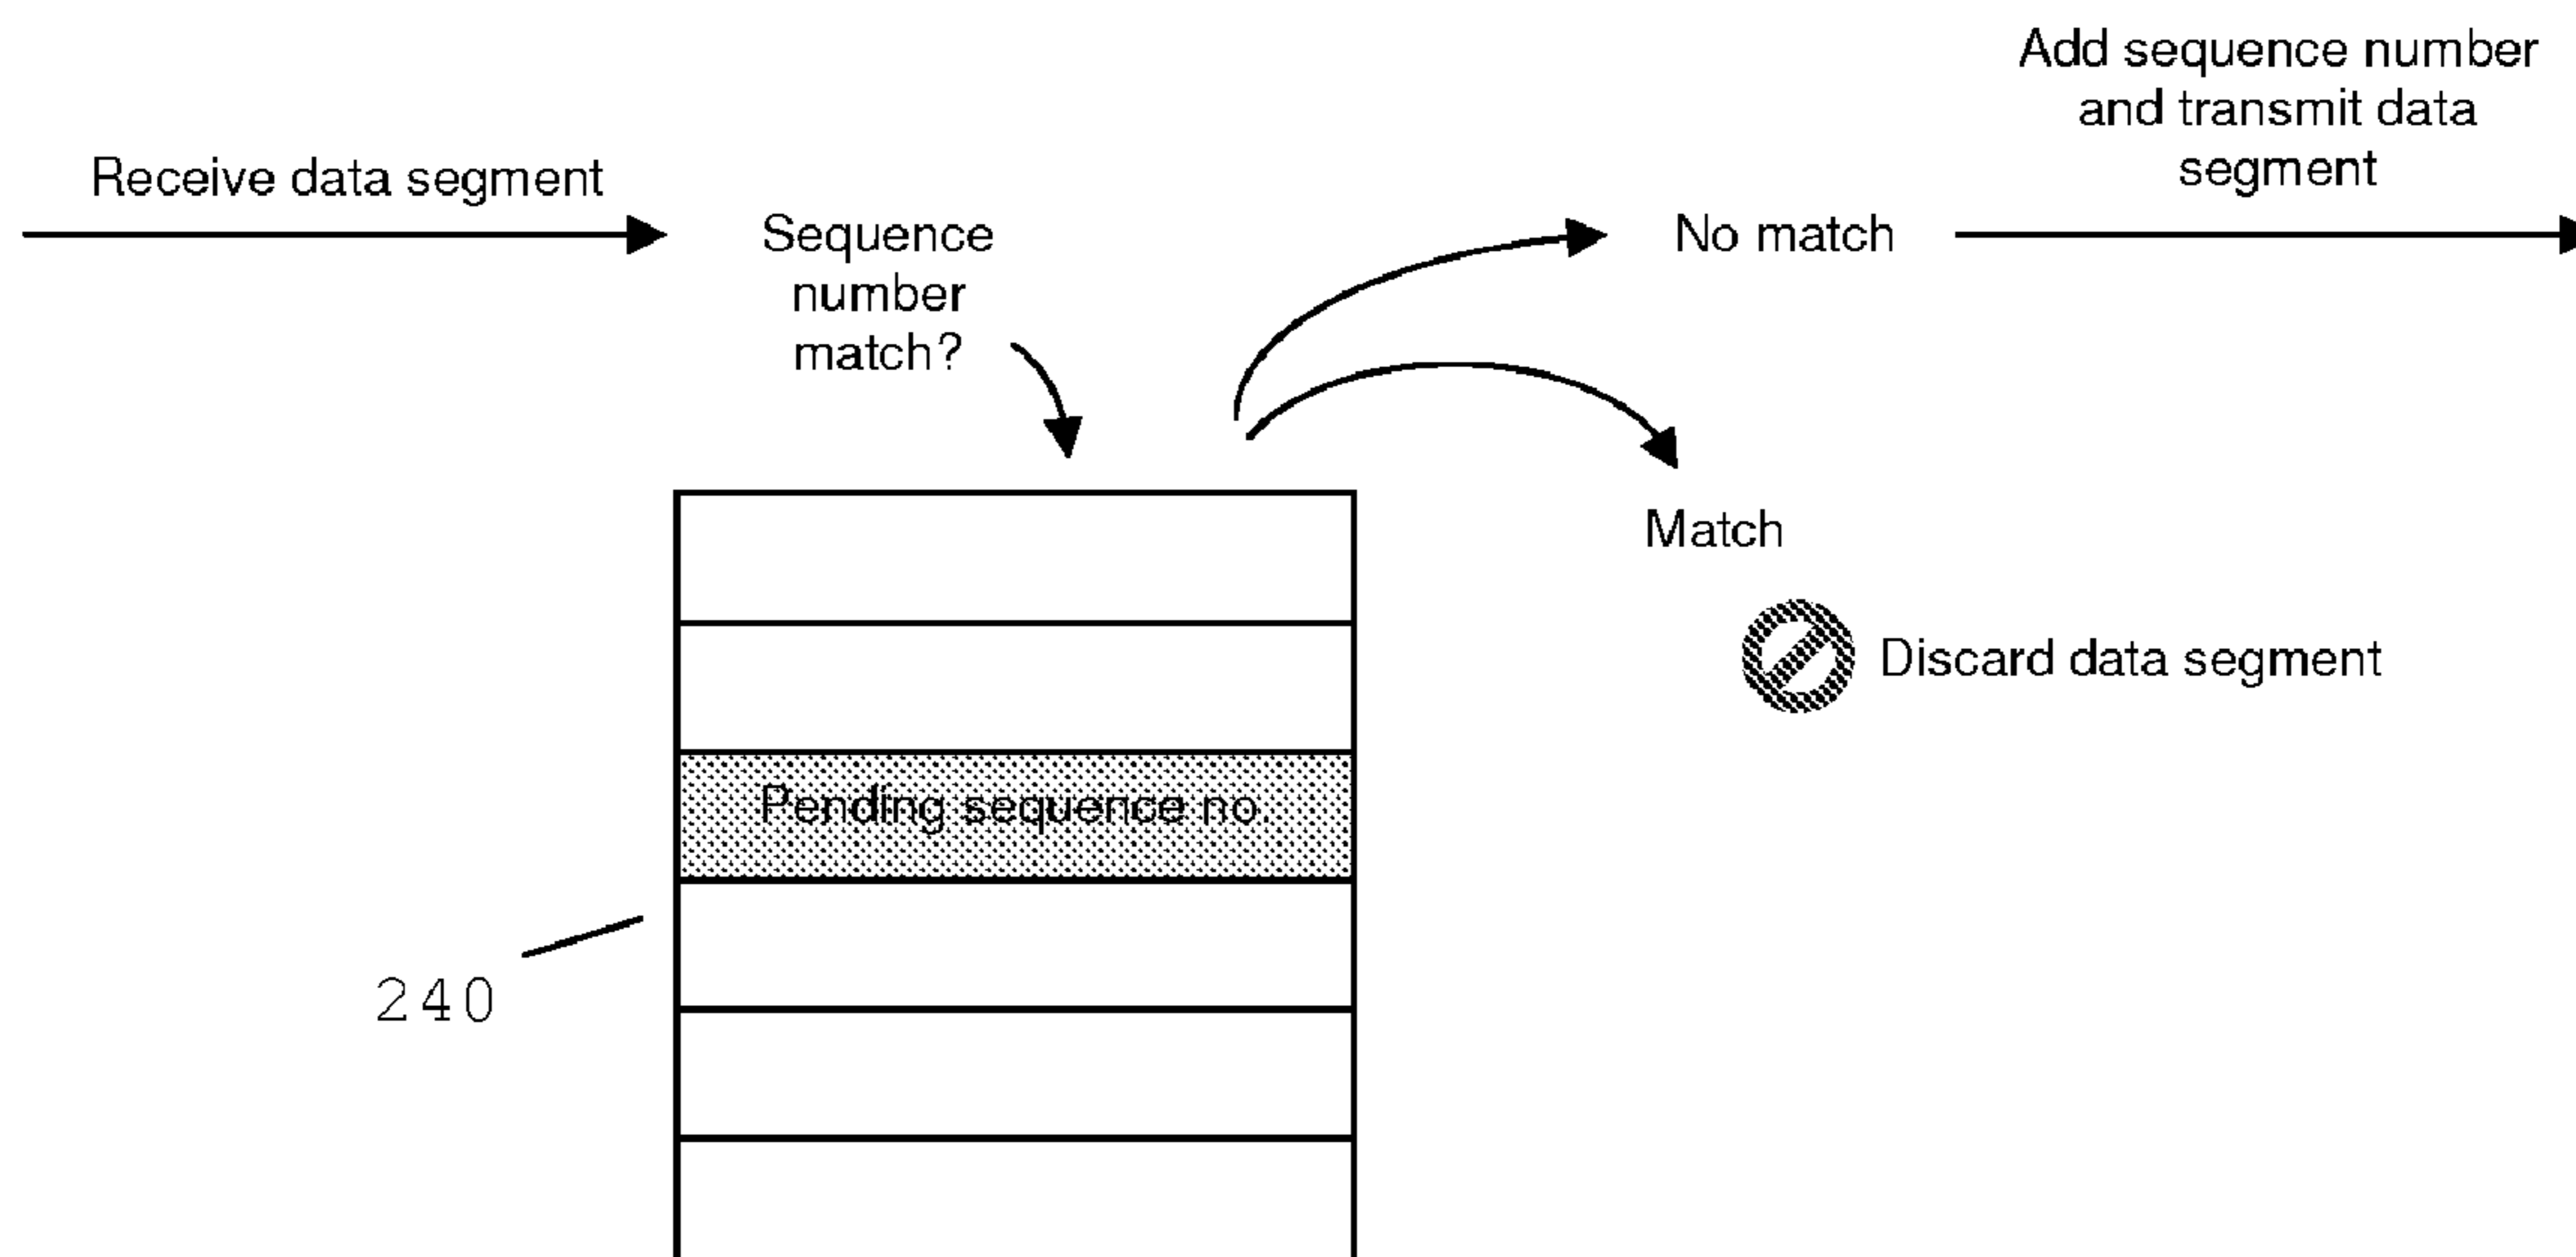 Add sequence number
and transmit data
segment
Receive data segment
Sequence
number
match?
No match
Match
Discard data segment
Pending sequence no.
240